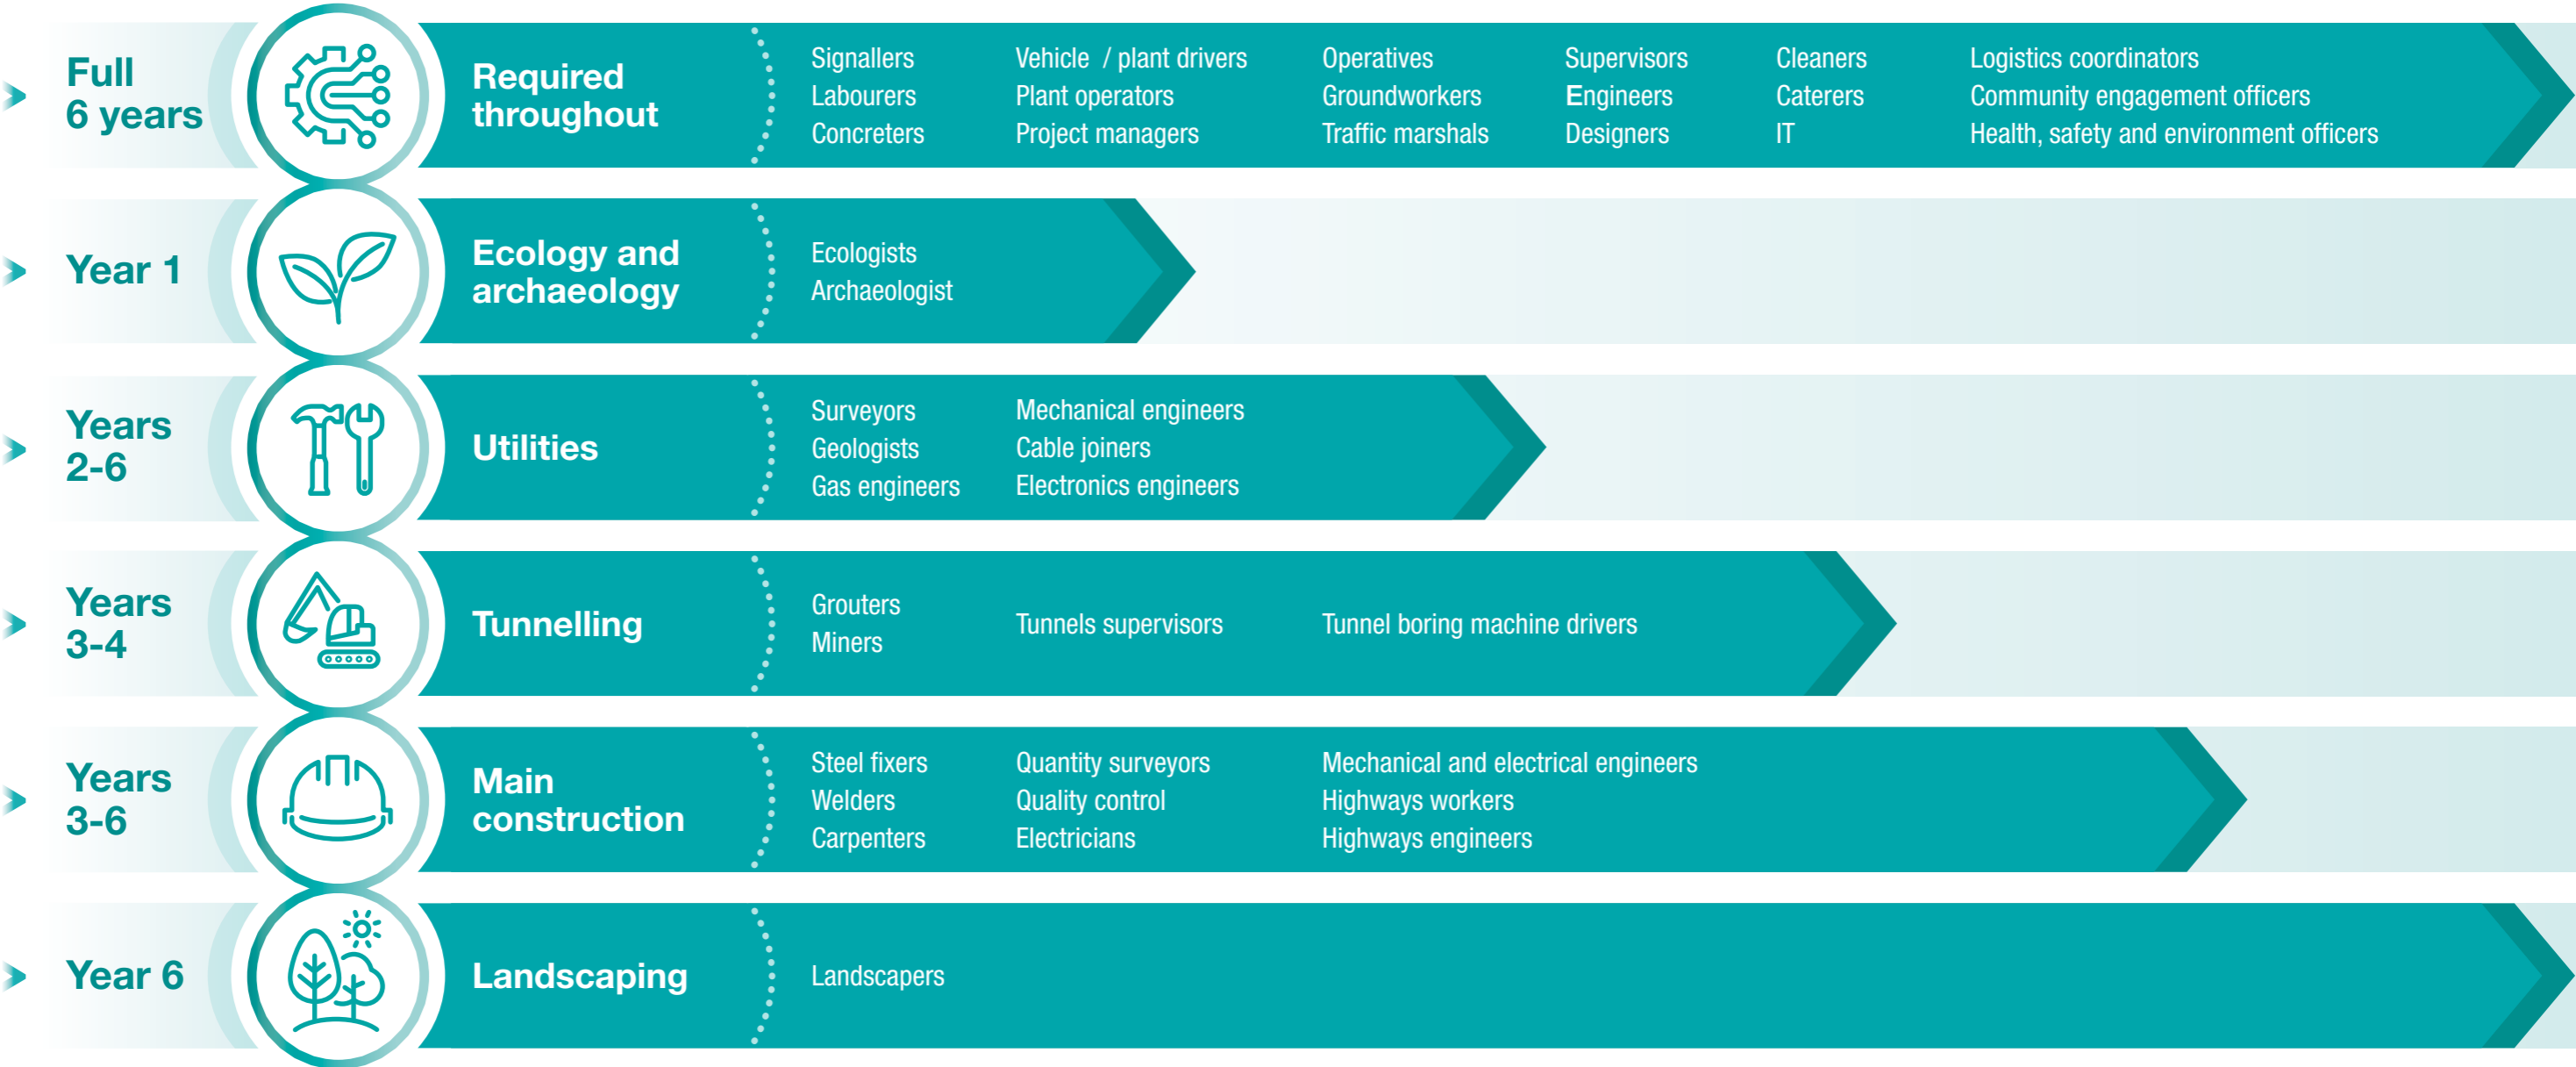 Full
6 years
Required
throughout
Signallers
Labourers
Concreters
Vehicle / plant drivers
Plant operators
Project managers
Operatives
Groundworkers
Traffic marshals
Supervisors
Engineers
Designers
Cleaners
Caterers
IT
Logistics coordinators
Community engagement officers
Health, safety and environment officers
Year 1
Ecology and
archaeology
Ecologists
Archaeologist
Years
2-6
Utilities
Surveyors
Geologists
Gas engineers
Mechanical engineers
Cable joiners
Electronics engineers
Years
3-4
Tunnelling
Grouters
Miners
Tunnels supervisors
Tunnel boring machine drivers
Years
3-6
Main
construction
Steel fixers
Welders
Carpenters
Quantity surveyors
Quality control
Electricians
Mechanical and electrical engineers
Highways workers
Highways engineers
Year 6
Landscaping
Landscapers